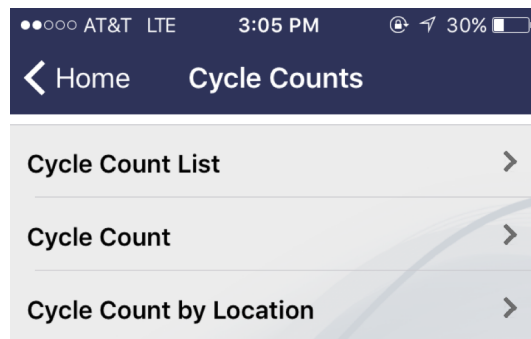 AT&T LTE 3:05 PM 30%
Home Cycle Counts
Cycle Count List
Cycle Count
Cycle Count by Location